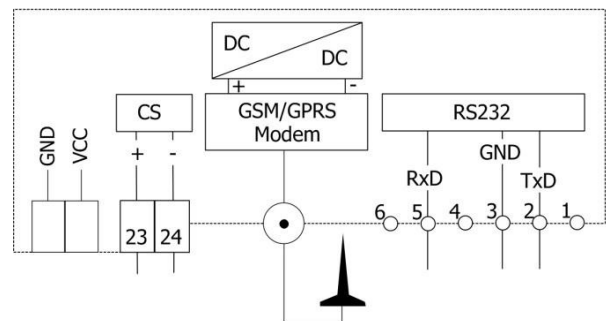 DC
DC
+ -
CS
GSM/GPRS
Modem
RS232
GND
VCC
+ -
GND
RxD
TxD
6 5 4 3 2 1
23 24